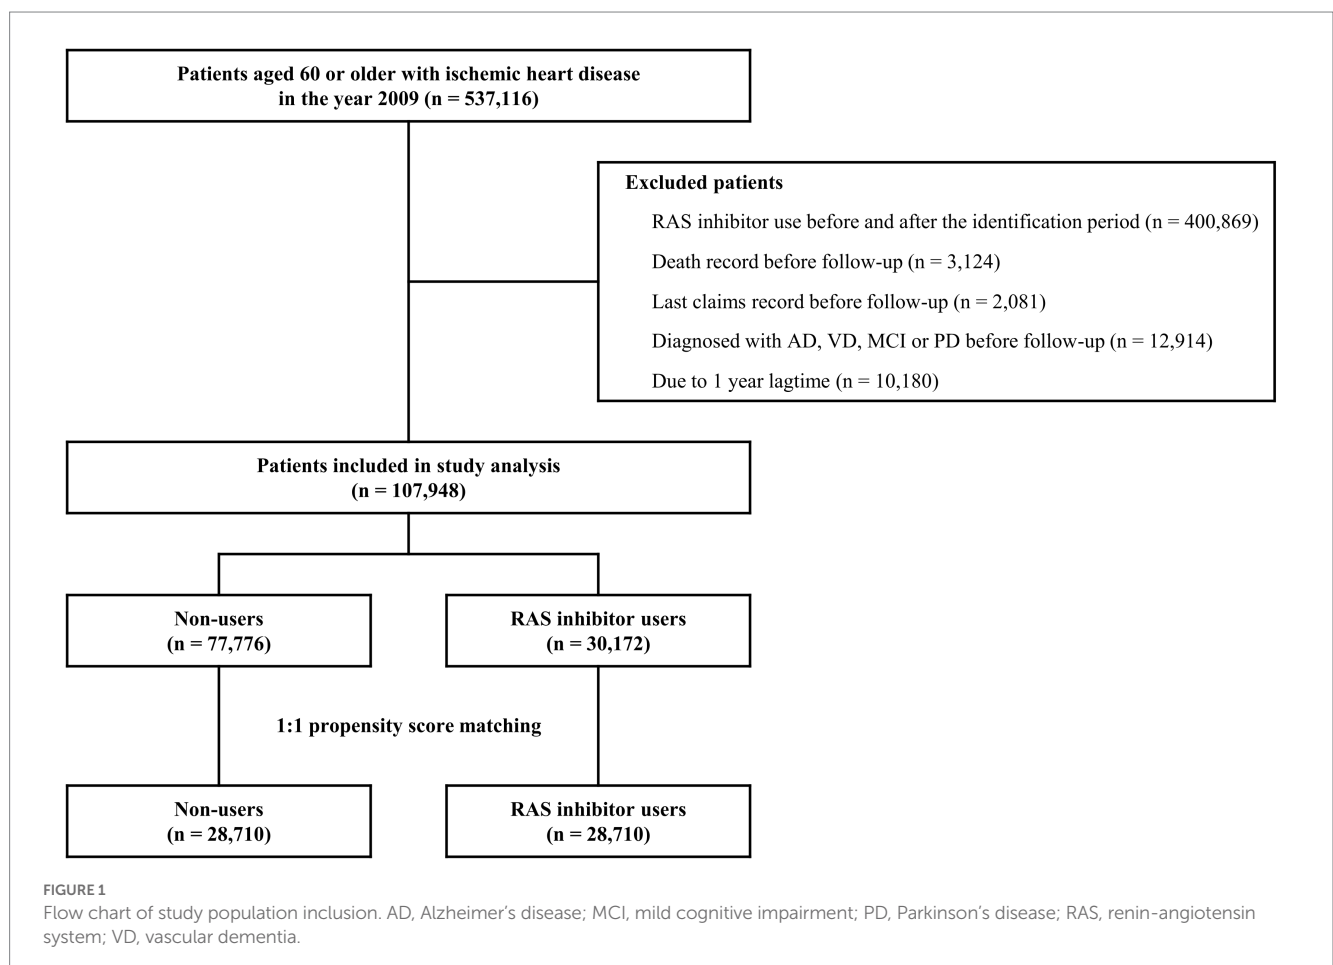 Patients aged 60 or older with ischemic heart disease
in the year 2009 (n = 537,116)
Excluded patients
RAS inhibitor use before and after the identification period (n = 400,869)
Death record before follow-up (n = 3,124)
Last claims record before follow-up (n = 2,081)
Diagnosed with AD, VD, MCI or PD before follow-up (n = 12,914)
Due to 1 year lagtime (n = 10,180)
Patients included in study analysis
(n = 107,948)
Non-users
(n = 77,776)
RAS inhibitor users
(n = 30,172)
1:1 propensity score matching
Non-users
(n = 28,710)
RAS inhibitor users
(n = 28,710)
FIGURE 1
Flow chart of study population inclusion. AD, Alzheimer’s disease; MCI, mild cognitive impairment; PD, Parkinson’s disease; RAS, renin-angiotensin
system; VD, vascular dementia.